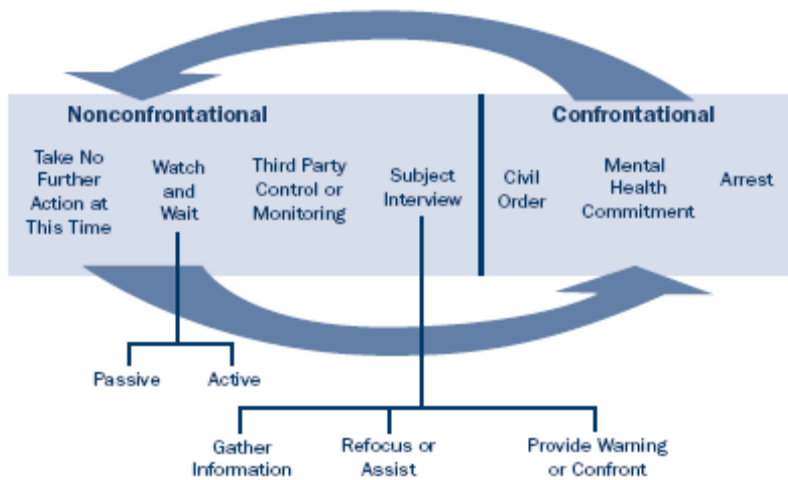 Nonconfrontational
Confrontational
Take No
Further
Action at
This Time
Watch
and
Wait
Third Party
Control or
Monitoring
Subject
Interview
Civil
Order
Mental
Health
Commitment
Arrest
Passive
Active
Gather
Information
Refocus or
Assist
Provide Warning
or Confront